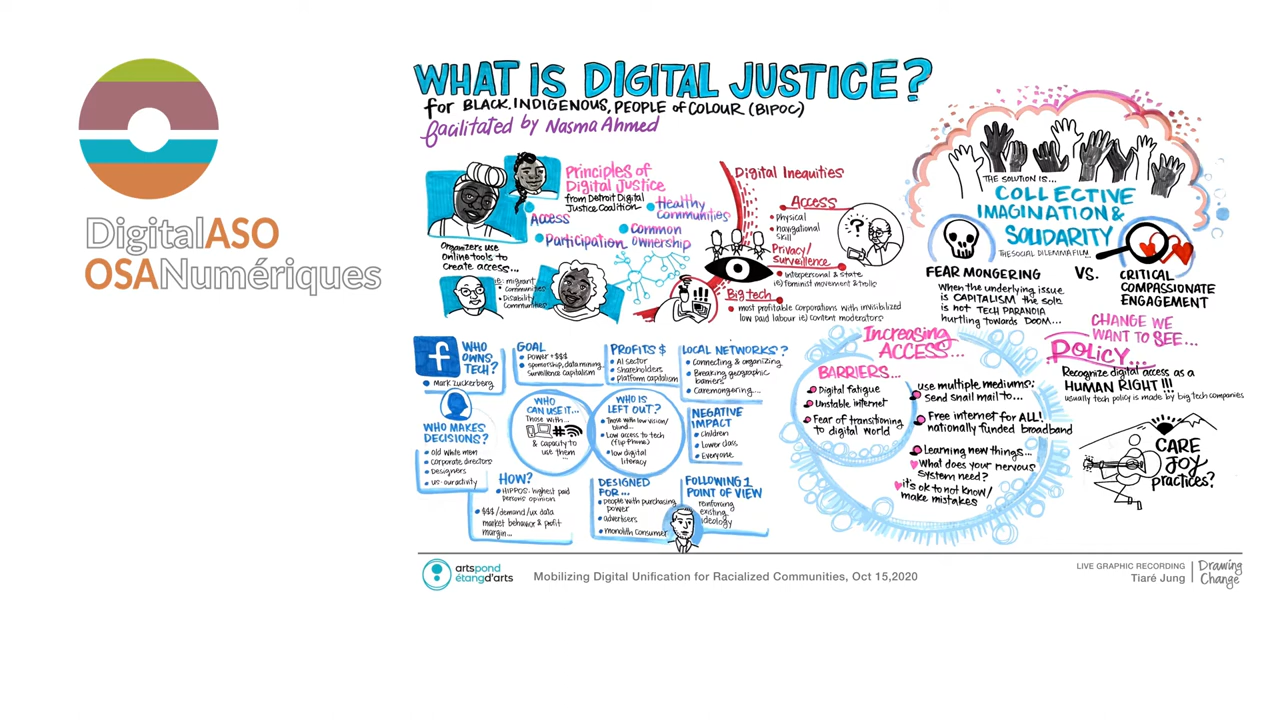 DigitalASO
OSANumériques
WHAT IS DIGITAL JUSTICE?
for BLACK, INDIGENOUS, PEOPLE of COLOUR (BIPOC)
facilitated by Nasma Ahmed
Principles of
Digital Justice
from Detroit Digital
Justice Coalition
Access
Healthy
Communities
Participation
Common
ownership
Organizers use
Online tools to
create access...
ie: migrant
Communities
Disability
Communities
Digital Inequities
Access
physical
navigational
skill
Privacy/
Surveillence
interpersonal & state
ie) feminist movement & trolls
Big tech
most profitable corporations with invisibilized
low paid labour ie) content moderators
THE SOLUTION IS...
COLLECTIVE
IMAGINATION &
SOLIDARITY
THE SOCIAL DILEMMA FILM...
FEAR MONGERING
When the underlying issue
is CAPITALISM the soln
is not TECH PARANOIA
hurtling towards DOOM...
VS.
CRITICAL
COMPASSIONATE
ENGAGEMENT
WHO
OWNS
TECH?
Mark Zuckerberg
GOAL
Power + $$$
sponsorship, data mining,
Surveillance capitalism
PROFITS $
AI sector
Shareholders
Platform capitalism
LOCAL NETWORKS?
Connecting & organizing
Breaking geographic
barriers
Caremongering...
WHO MAKES
DECISIONS?
old white men
Corporate directors
Designers
us-our activity
WHO
CAN USE IT...
Those with...
& capacity to
use them
WHO IS
LEFT OUT?
Those with low vision/
blind...
Low access to tech
(flip phone)
low digital
literacy
NEGATIVE
IMPACT
Children
Lower class
Everyone
HOW?
HIPPOS: highest paid
persons opinion
$$$/demand/ux data
market behavior & profit
margin...
DESIGNED
FOR...
people with purchasing
power
advertisers
monolith consumer
FOLLOWING 1
POINT OF VIEW
reinforcing
existing
ideology
Increasing
ACCESS...
BARRIERS...
Digital fatigue
Unstable internet
Fear of transitioning
to digital world
use multiple mediums:
Send snail mail to...
Free internet for ALL!
nationally funded broadband
Learning new things...
What does your nervous
system need?
it's ok to not know/
make mistakes
CHANGE WE
WANT TO SEE...
POLICY...
Recognize digital access as a
HUMAN RIGHT !!!
usually tech policy is made by big tech companies
CARE
JOY
practices?
artspond
étangd'arts
Mobilizing Digital Unification for Racialized Communities, Oct 15,2020
LIVE GRAPHIC RECORDING
Tiaré Jung
Drawing
Change